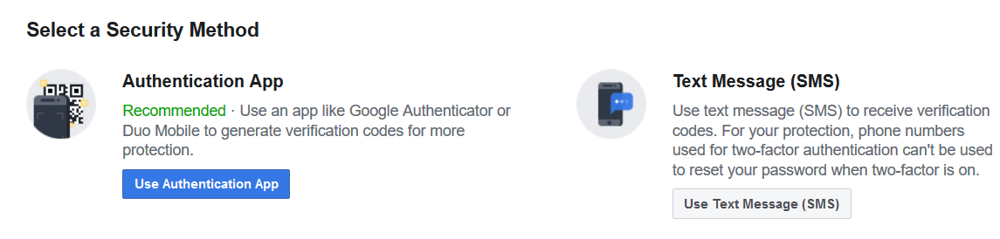 Select a Security Method
Authentication App
Recommended · Use an app like Google Authenticator or
Duo Mobile to generate verification codes for more
protection.
Use Authentication App
Text Message (SMS)
Use text message (SMS) to receive verification
codes. For your protection, phone numbers
used for two-factor authentication can't be used
to reset your password when two-factor is on.
Use Text Message (SMS)